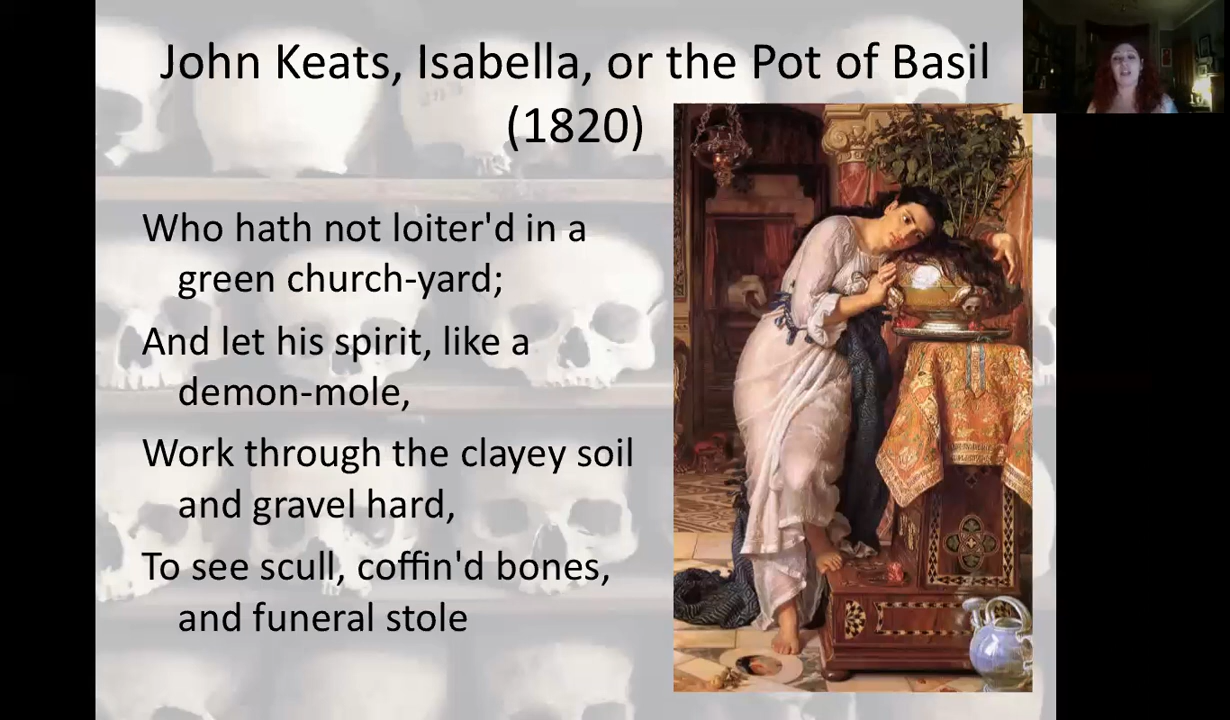 John Keats, Isabella, or the Pot of Basil
(1820)
Who hath not loiter'd in a
green church-yard;
And let his spirit, like a
demon-mole,
Work through the clayey soil
and gravel hard,
To see scull, coffin'd bones,
and funeral stole